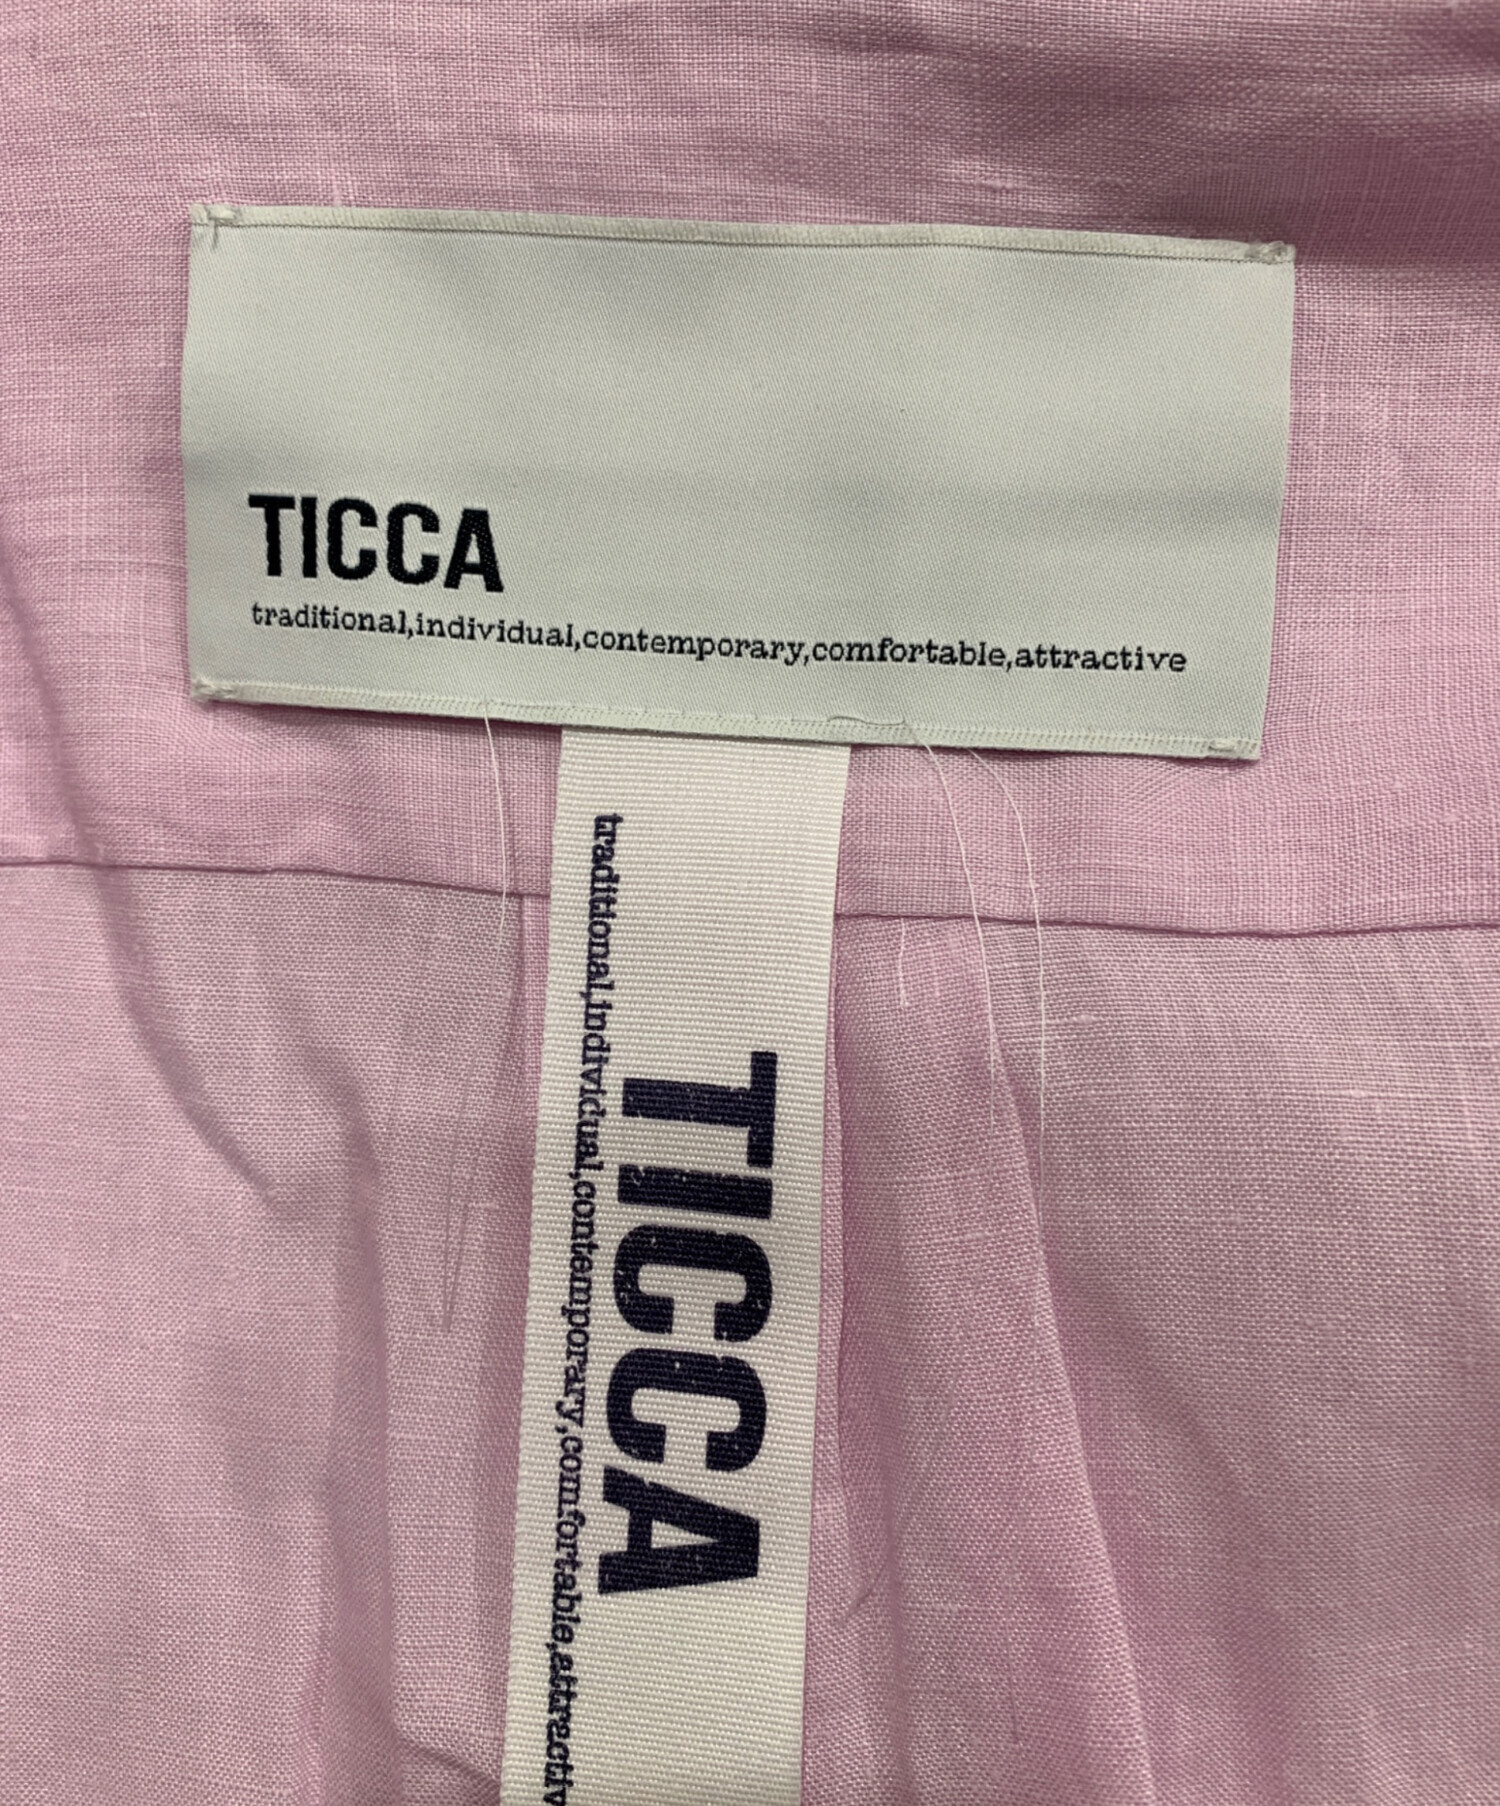 TICCA
traditional,individual,contemporary,comfortable,attractive
TICCA
traditional,individual,contemporary,comfortable,attractiv